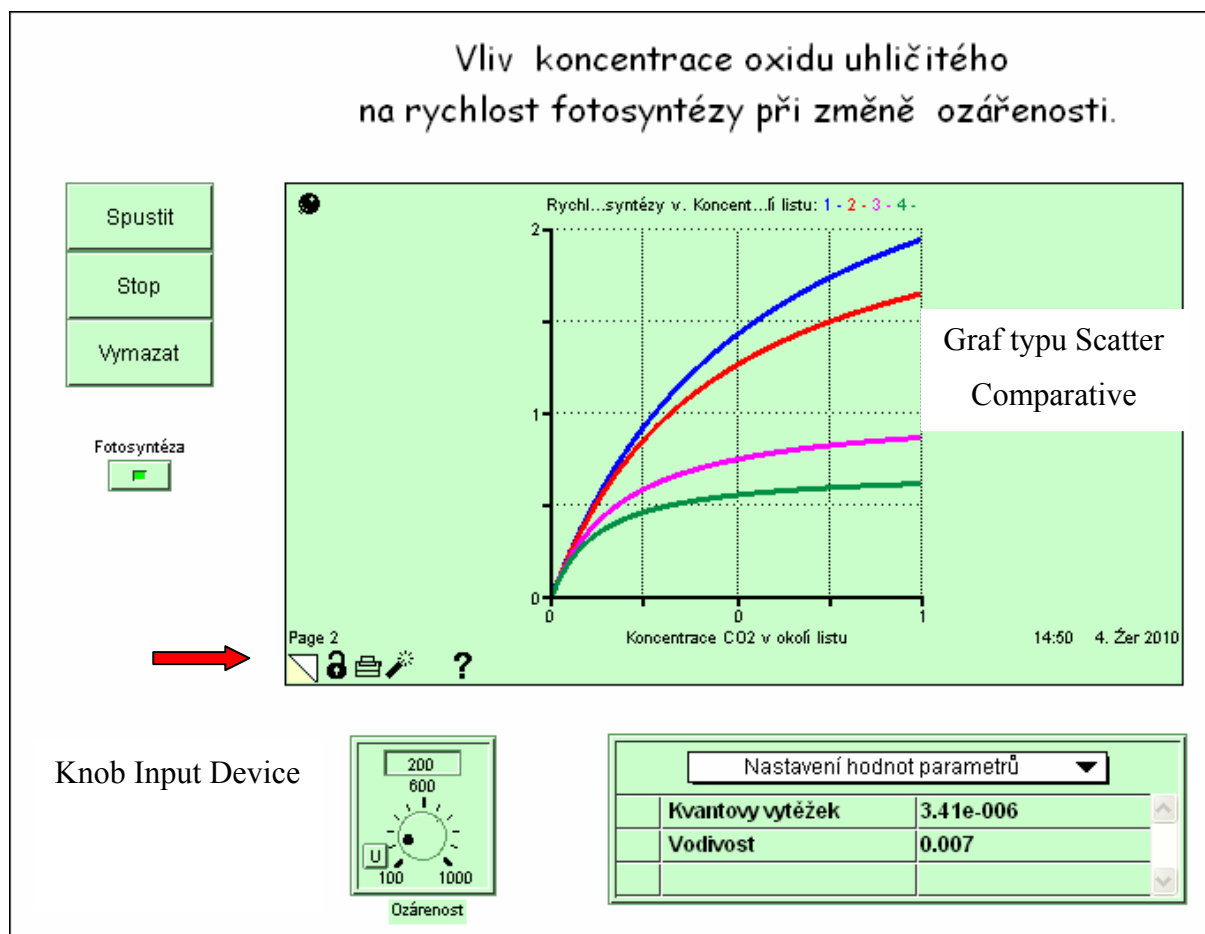 Vliv koncentrace oxidu uhličitého
na rychlost fotosyntézy při změně ozářenosti.
Spustit
Stop
Vymazat
Fotosyntéza
Rychl...syntézy v. Koncent...lí listu: 1 - 2 - 3 - 4 -
2
1
0
0
0
1
Koncentrace CO2 v okolí listu
Page 2
14:50 4. Źer 2010
?
Graf typu Scatter
Comparative
Knob Input Device
200
600
U
100
1000
Ozárenost
Nastavení hodnot parametrů
Kvantovy vytěžek 3.41e-006
Vodivost 0.007